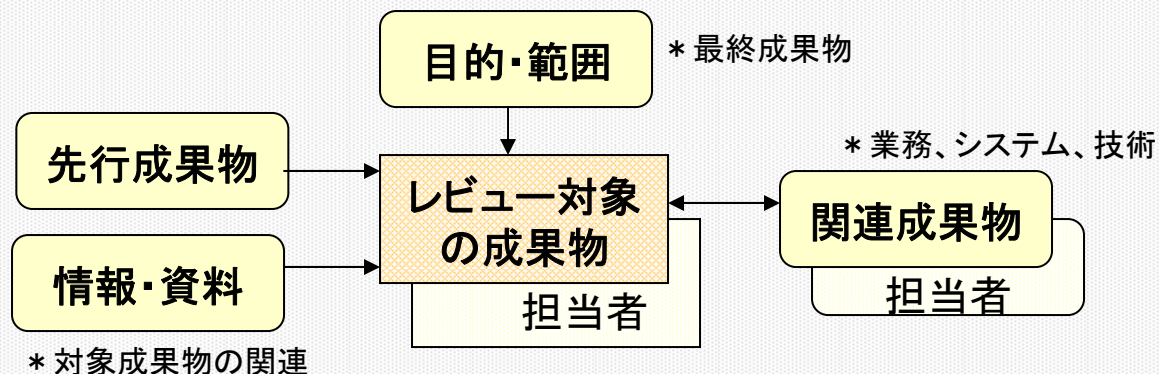 目的・範囲
＊最終成果物
先行成果物
＊業務、システム、技術
レビュー対象
の成果物
関連成果物
情報・資料
担当者
担当者
＊対象成果物の関連